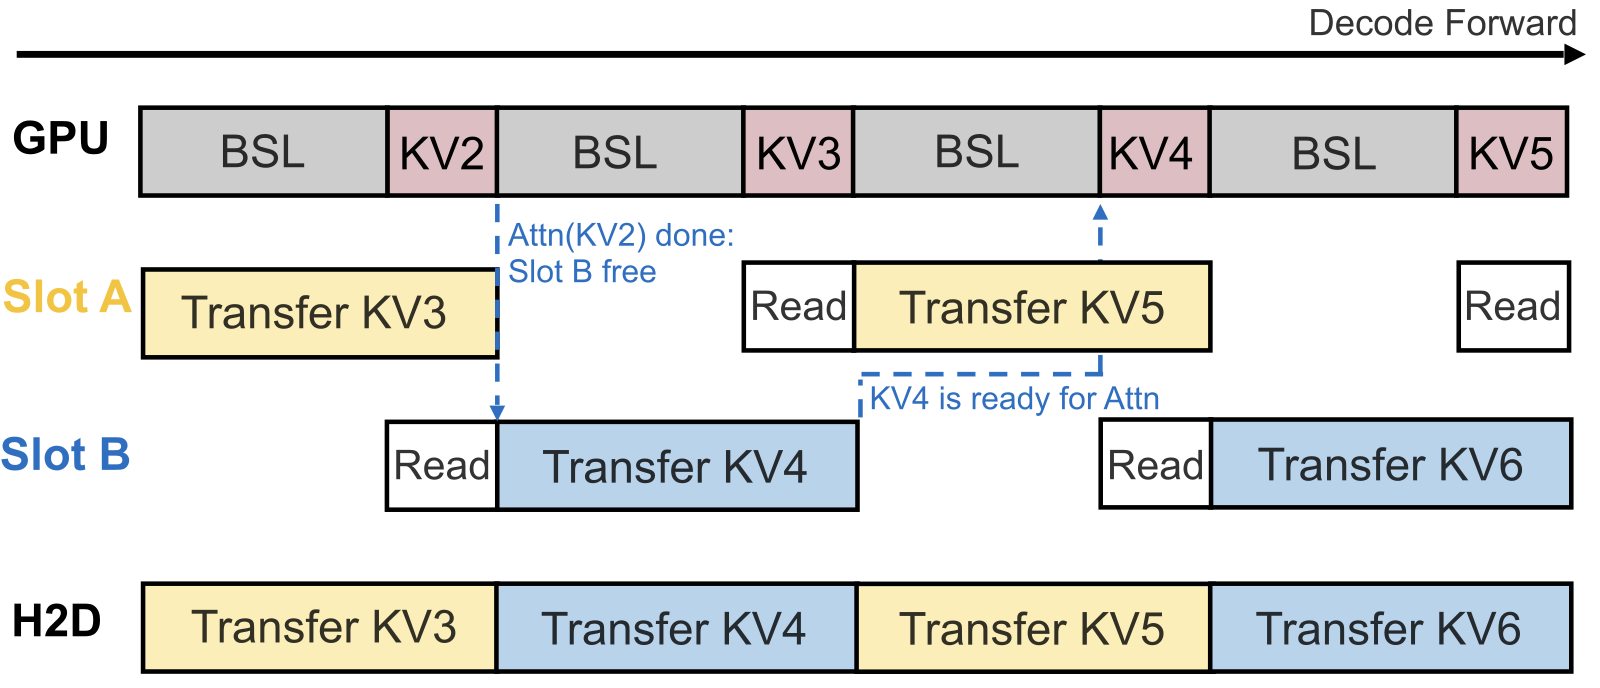 Decode Forward
GPU BSL KV2 BSL KV3 BSL KV4 BSL KV5
Attn(KV2) done:
Slot B free
Slot A Transfer KV3 Read Transfer KV5 Read
KV4 is ready for Attn
Slot B Read Transfer KV4 Read Transfer KV6
H2D Transfer KV3 Transfer KV4 Transfer KV5 Transfer KV6